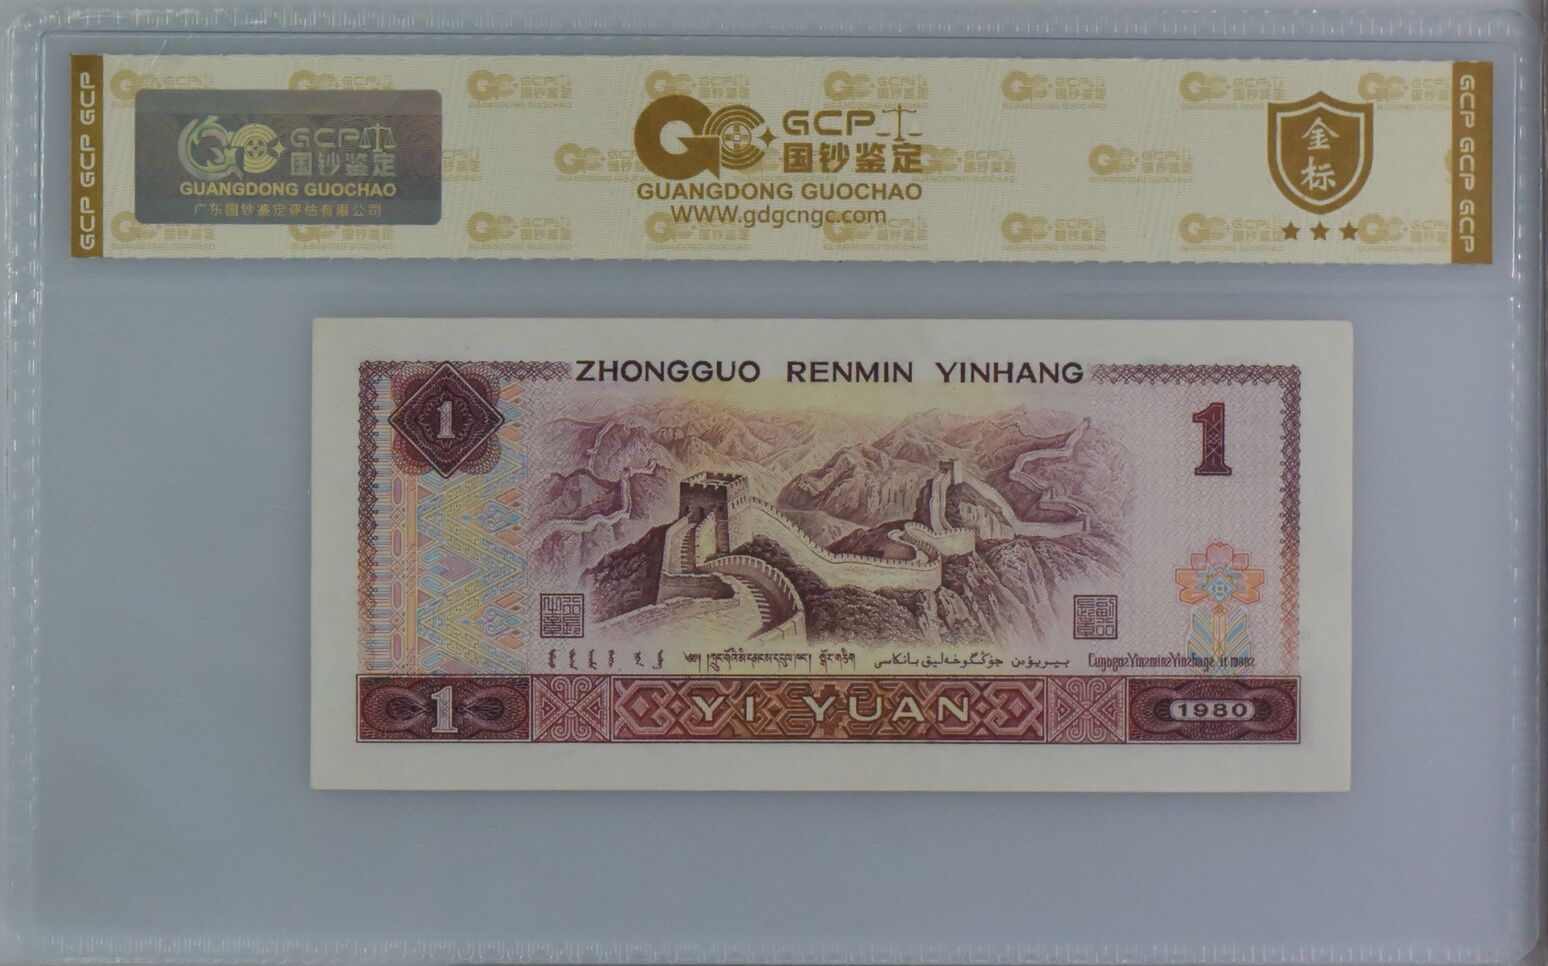 GCP GCP GCP
GCP
国钞鉴定
GUANGDONG GUOCHAO
广东国钞鉴定评估有限公司
GCP
国钞鉴定
GUANGDONG GUOCHAO
WWW.gdgcngc.com
金
标
GCP GCP GCP
ZHONGGUO RENMIN YINHANG
1
1
YI YUAN
1
1980